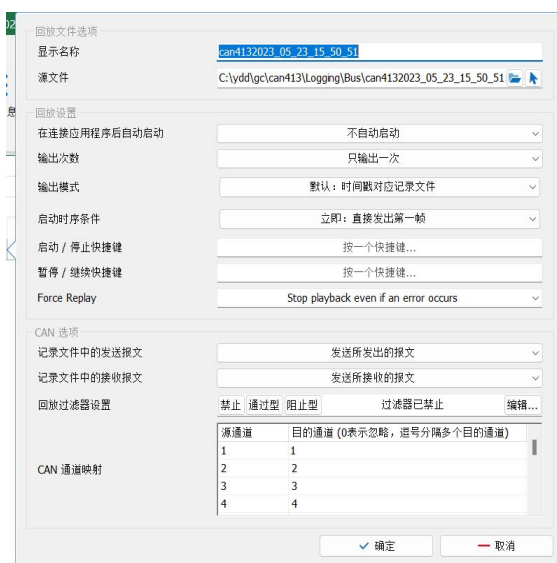 02
息
回放文件选项
显示名称 can4132023_05_23_15_50_51
源文件 C:\ydd\gc\can413\Logging\Bus\can4132023_05_23_15_50_51
回放设置
在连接应用程序后自动启动 不自动启动
输出次数 只输出一次
输出模式 默认：时间戳对应记录文件
启动时序条件 立即：直接发出第一帧
启动 / 停止快捷键 按一个快捷键...
暂停 / 继续快捷键 按一个快捷键...
Force Replay Stop playback even if an error occurs
CAN 选项
记录文件中的发送报文 发送所发出的报文
记录文件中的接收报文 发送所接收的报文
回放过滤器设置 禁止 通过型 阻止型 过滤器已禁止 编辑...
源通道 目的通道 (0表示忽略，逗号分隔多个目的通道)
1 1
CAN 通道映射 2 2
3 3
4 4
确定 取消